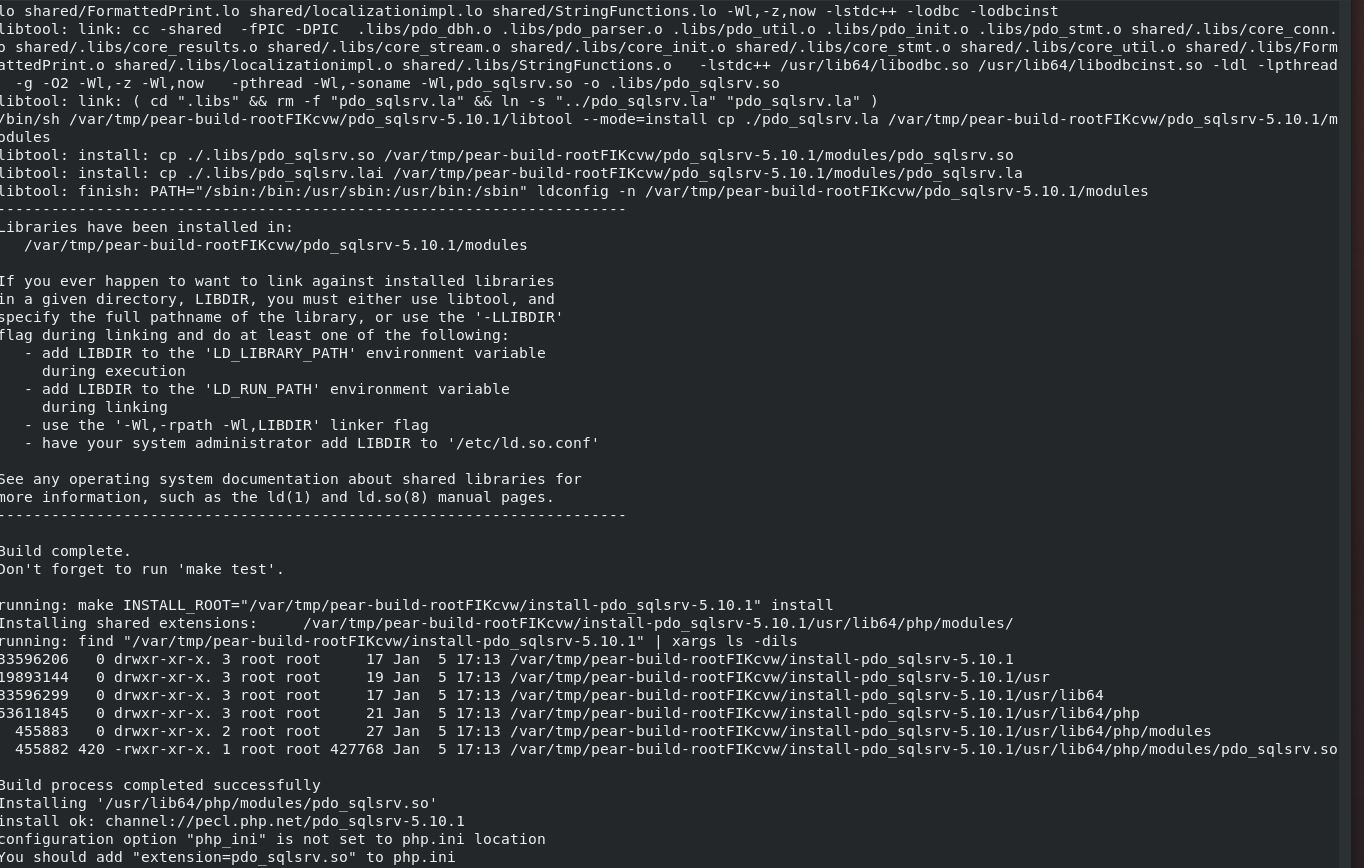 lo shared/FormattedPrint.lo shared/localizationimpl.lo shared/StringFunctions.lo -Wl,-z,now -lstdc++ -lodbc -lodbcinst
libtool: link: cc -shared  -fPIC -DPIC  .libs/pdo_dbh.o .libs/pdo_parser.o .libs/pdo_util.o .libs/pdo_init.o .libs/pdo_stmt.o shared/.libs/core_conn.
o shared/.libs/core_results.o shared/.libs/core_stream.o shared/.libs/core_init.o shared/.libs/core_stmt.o shared/.libs/core_util.o shared/.libs/Form
attedPrint.o shared/.libs/localizationimpl.o shared/.libs/StringFunctions.o   -lstdc++ /usr/lib64/libodbc.so /usr/lib64/libodbcinst.so -ldl -lpthread
  -g -O2 -Wl,-z -Wl,now   -pthread -Wl,-soname -Wl,pdo_sqlsrv.so -o .libs/pdo_sqlsrv.so
libtool: link: ( cd ".libs" && rm -f "pdo_sqlsrv.la" && ln -s "../pdo_sqlsrv.la" "pdo_sqlsrv.la" )
/bin/sh /var/tmp/pear-build-rootFIKcvw/pdo_sqlsrv-5.10.1/libtool --mode=install cp ./pdo_sqlsrv.la /var/tmp/pear-build-rootFIKcvw/pdo_sqlsrv-5.10.1/m
odules
libtool: install: cp ./.libs/pdo_sqlsrv.so /var/tmp/pear-build-rootFIKcvw/pdo_sqlsrv-5.10.1/modules/pdo_sqlsrv.so
libtool: install: cp ./.libs/pdo_sqlsrv.lai /var/tmp/pear-build-rootFIKcvw/pdo_sqlsrv-5.10.1/modules/pdo_sqlsrv.la
libtool: finish: PATH="/sbin:/bin:/usr/sbin:/usr/bin:/sbin" ldconfig -n /var/tmp/pear-build-rootFIKcvw/pdo_sqlsrv-5.10.1/modules
----------------------------------------------------------------------
Libraries have been installed in:
   /var/tmp/pear-build-rootFIKcvw/pdo_sqlsrv-5.10.1/modules

If you ever happen to want to link against installed libraries
in a given directory, LIBDIR, you must either use libtool, and
specify the full pathname of the library, or use the '-LLIBDIR'
flag during linking and do at least one of the following:
   - add LIBDIR to the 'LD_LIBRARY_PATH' environment variable
     during execution
   - add LIBDIR to the 'LD_RUN_PATH' environment variable
     during linking
   - use the '-Wl,-rpath -Wl,LIBDIR' linker flag
   - have your system administrator add LIBDIR to '/etc/ld.so.conf'

See any operating system documentation about shared libraries for
more information, such as the ld(1) and ld.so(8) manual pages.
----------------------------------------------------------------------

Build complete.
Don't forget to run 'make test'.

running: make INSTALL_ROOT="/var/tmp/pear-build-rootFIKcvw/install-pdo_sqlsrv-5.10.1" install
Installing shared extensions:     /var/tmp/pear-build-rootFIKcvw/install-pdo_sqlsrv-5.10.1/usr/lib64/php/modules/
running: find "/var/tmp/pear-build-rootFIKcvw/install-pdo_sqlsrv-5.10.1" | xargs ls -dils
33596206   0 drwxr-xr-x. 3 root root     17 Jan  5 17:13 /var/tmp/pear-build-rootFIKcvw/install-pdo_sqlsrv-5.10.1
19893144   0 drwxr-xr-x. 3 root root     19 Jan  5 17:13 /var/tmp/pear-build-rootFIKcvw/install-pdo_sqlsrv-5.10.1/usr
33596299   0 drwxr-xr-x. 3 root root     17 Jan  5 17:13 /var/tmp/pear-build-rootFIKcvw/install-pdo_sqlsrv-5.10.1/usr/lib64
53611845   0 drwxr-xr-x. 3 root root     21 Jan  5 17:13 /var/tmp/pear-build-rootFIKcvw/install-pdo_sqlsrv-5.10.1/usr/lib64/php
  455883   0 drwxr-xr-x. 2 root root     27 Jan  5 17:13 /var/tmp/pear-build-rootFIKcvw/install-pdo_sqlsrv-5.10.1/usr/lib64/php/modules
  455882 420 -rwxr-xr-x. 1 root root 427768 Jan  5 17:13 /var/tmp/pear-build-rootFIKcvw/install-pdo_sqlsrv-5.10.1/usr/lib64/php/modules/pdo_sqlsrv.so

Build process completed successfully
Installing '/usr/lib64/php/modules/pdo_sqlsrv.so'
install ok: channel://pecl.php.net/pdo_sqlsrv-5.10.1
configuration option "php_ini" is not set to php.ini location
You should add "extension=pdo_sqlsrv.so" to php.ini